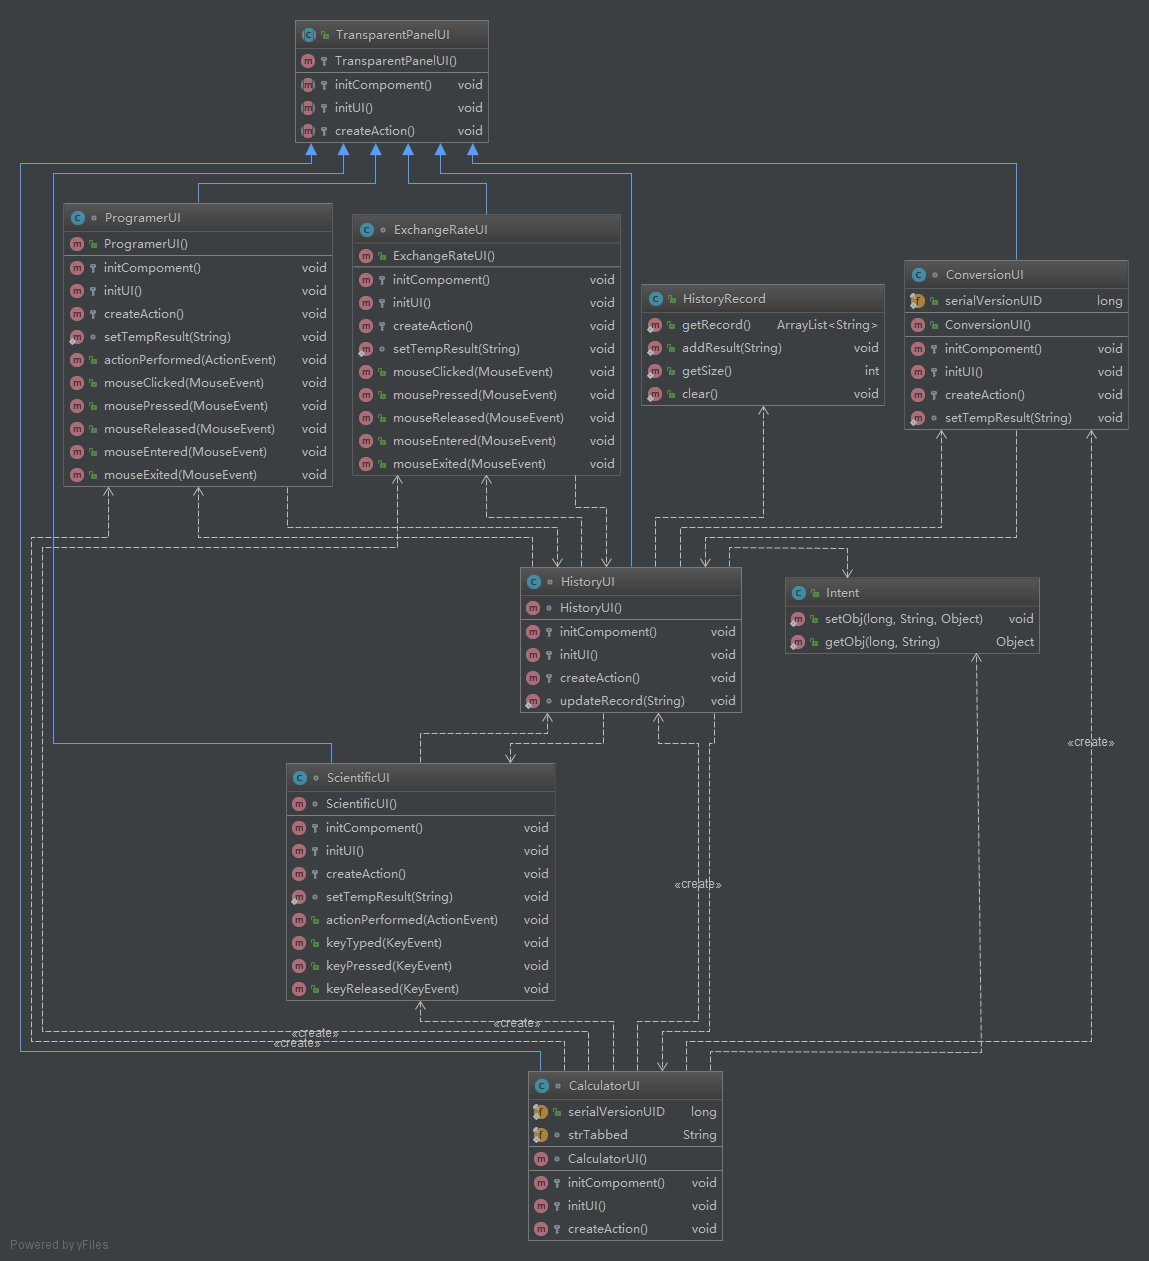 TransparentPanelUI
TransparentPanelUI()
initCompoment() void
initUI() void
createAction() void
ProgramerUI
ProgramerUI()
initCompoment() void
initUI() void
createAction() void
setTempResult(String) void
actionPerformed(ActionEvent) void
mouseClicked(MouseEvent) void
mousePressed(MouseEvent) void
mouseReleased(MouseEvent) void
mouseEntered(MouseEvent) void
mouseExited(MouseEvent) void
ExchangeRateUI
ExchangeRateUI()
initCompoment() void
initUI() void
createAction() void
setTempResult(String) void
mouseClicked(MouseEvent) void
mousePressed(MouseEvent) void
mouseReleased(MouseEvent) void
mouseEntered(MouseEvent) void
mouseExited(MouseEvent) void
HistoryRecord
getRecord() ArrayList<String>
addResult(String) void
getSize() int
clear() void
ConversionUI
serialVersionUID long
ConversionUI()
initCompoment() void
initUI() void
createAction() void
setTempResult(String) void
HistoryUI
HistoryUI()
initCompoment() void
initUI() void
createAction() void
updateRecord(String) void
Intent
setObj(long, String, Object) void
getObj(long, String) Object
«create»
ScientificUI
ScientificUI()
initCompoment() void
initUI() void
createAction() void
setTempResult(String) void
actionPerformed(ActionEvent) void
keyTyped(KeyEvent) void
keyPressed(KeyEvent) void
keyReleased(KeyEvent) void
«create»
«create»
«create»
«create»
CalculatorUI
serialVersionUID long
strTabbed String
CalculatorUI()
initCompoment() void
initUI() void
createAction() void
Powered by yFiles